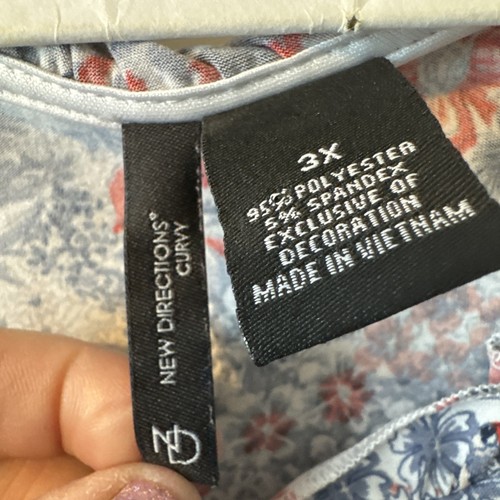 3X
95% POLYESTER
5% SPANDEX
EXCLUSIVE OF
DECORATION
MADE IN VIETNAM
NEW DIRECTIONS®
CURVY
ND